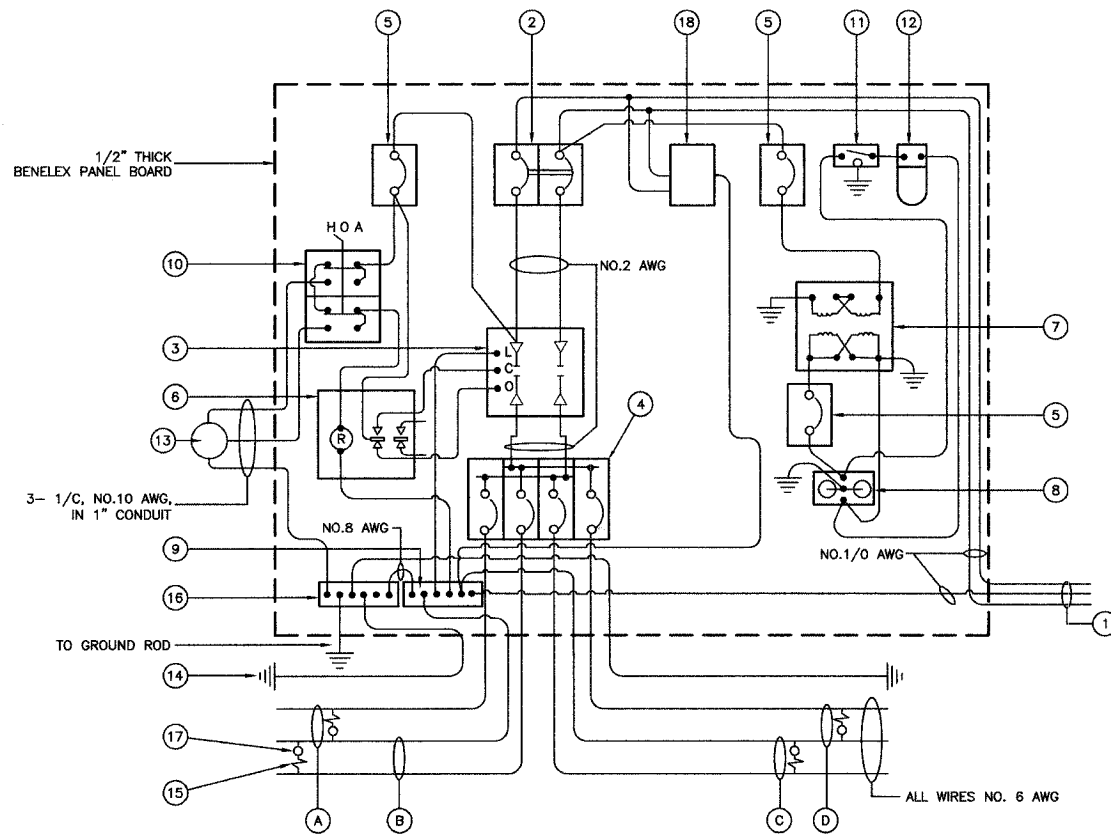 5
2
18
5
11
12
1/2" THICK
BENELEX PANEL BOARD
H O A
10
NO.2 AWG
3
L
C
O
7
6
4
5
R
13
8
3- 1/C, NO.10 AWG,
IN 1" CONDUIT
NO.8 AWG
9
NO.1/0 AWG
16
1
TO GROUND ROD
14
17
15
ALL WIRES NO. 6 AWG
A
B
C
D